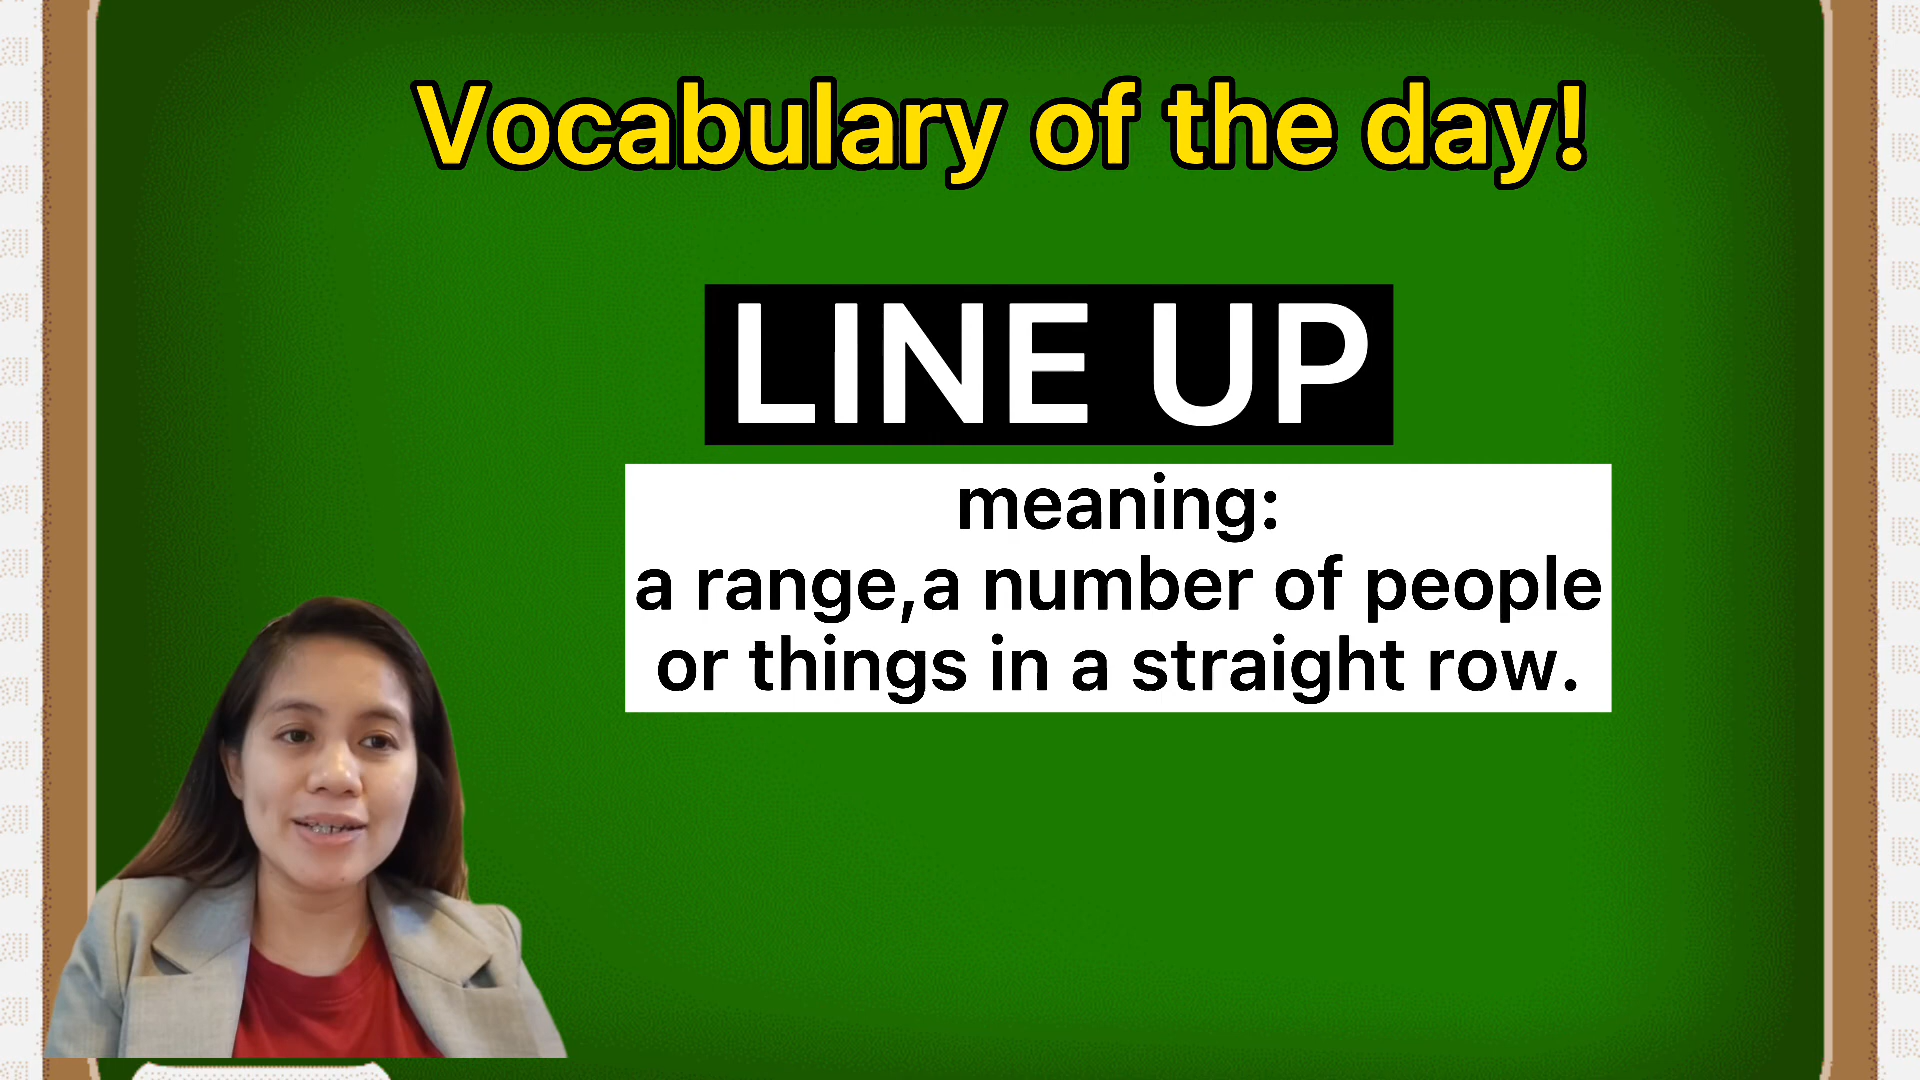 Vocabulary of the day!
LINE UP
meaning:
a range,a number of people
or things in a straight row.